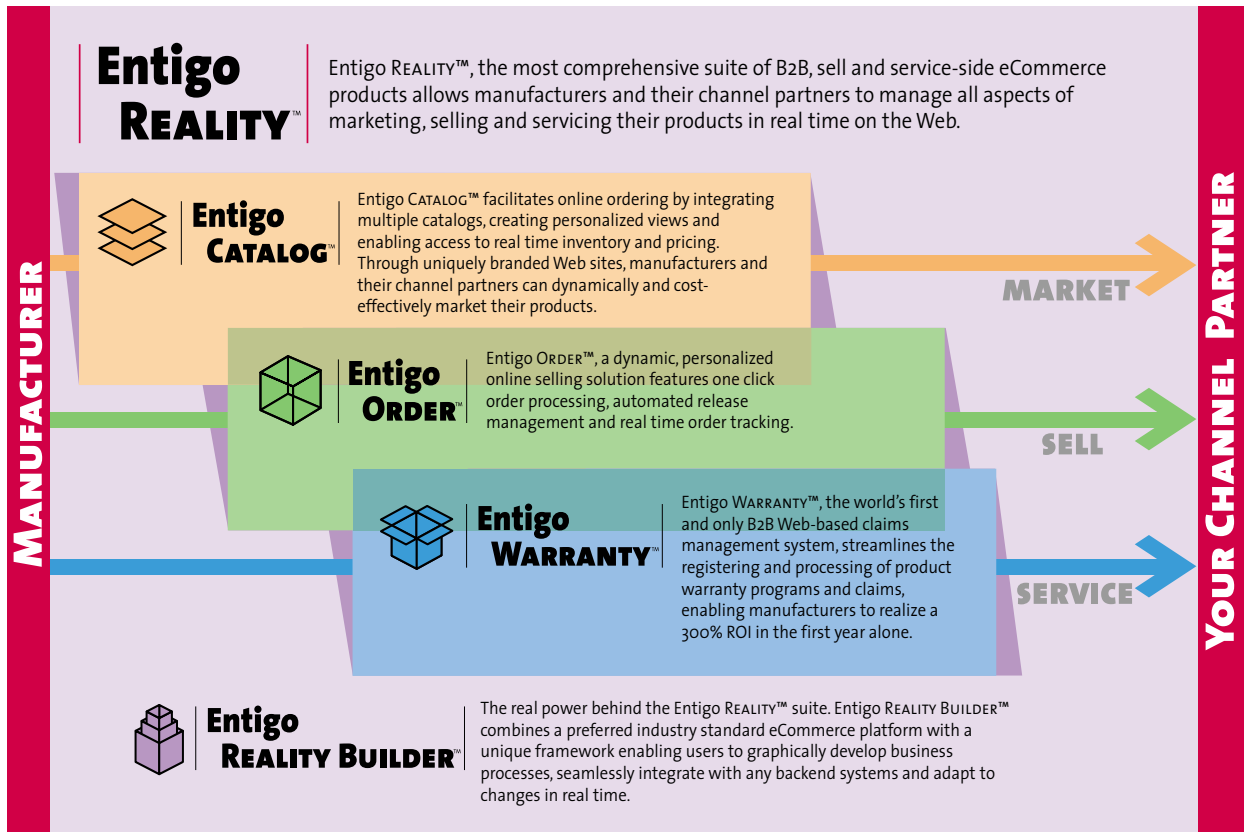 Entigo
REALITY™
Entigo REALITY™, the most comprehensive suite of B2B, sell and service-side eCommerce
products allows manufacturers and their channel partners to manage all aspects of
marketing, selling and servicing their products in real time on the Web.
MANUFACTURER
Entigo
CATALOG™
Entigo CATALOG™ facilitates online ordering by integrating
multiple catalogs, creating personalized views and
enabling access to real time inventory and pricing.
Through uniquely branded Web sites, manufacturers and
their channel partners can dynamically and cost-
effectively market their products.
MARKET
Entigo
ORDER™
Entigo ORDER™, a dynamic, personalized
online selling solution features one click
order processing, automated release
management and real time order tracking.
SELL
Entigo
WARRANTY™
Entigo WARRANTY™, the world's first
and only B2B Web-based claims
management system, streamlines the
registering and processing of product
warranty programs and claims,
enabling manufacturers to realize a
300% ROI in the first year alone.
SERVICE
YOUR CHANNEL PARTNER
Entigo
REALITY BUILDER™
The real power behind the Entigo REALITY™ suite. Entigo REALITY BUILDER™
combines a preferred industry standard eCommerce platform with a
unique framework enabling users to graphically develop business
processes, seamlessly integrate with any backend systems and adapt to
changes in real time.